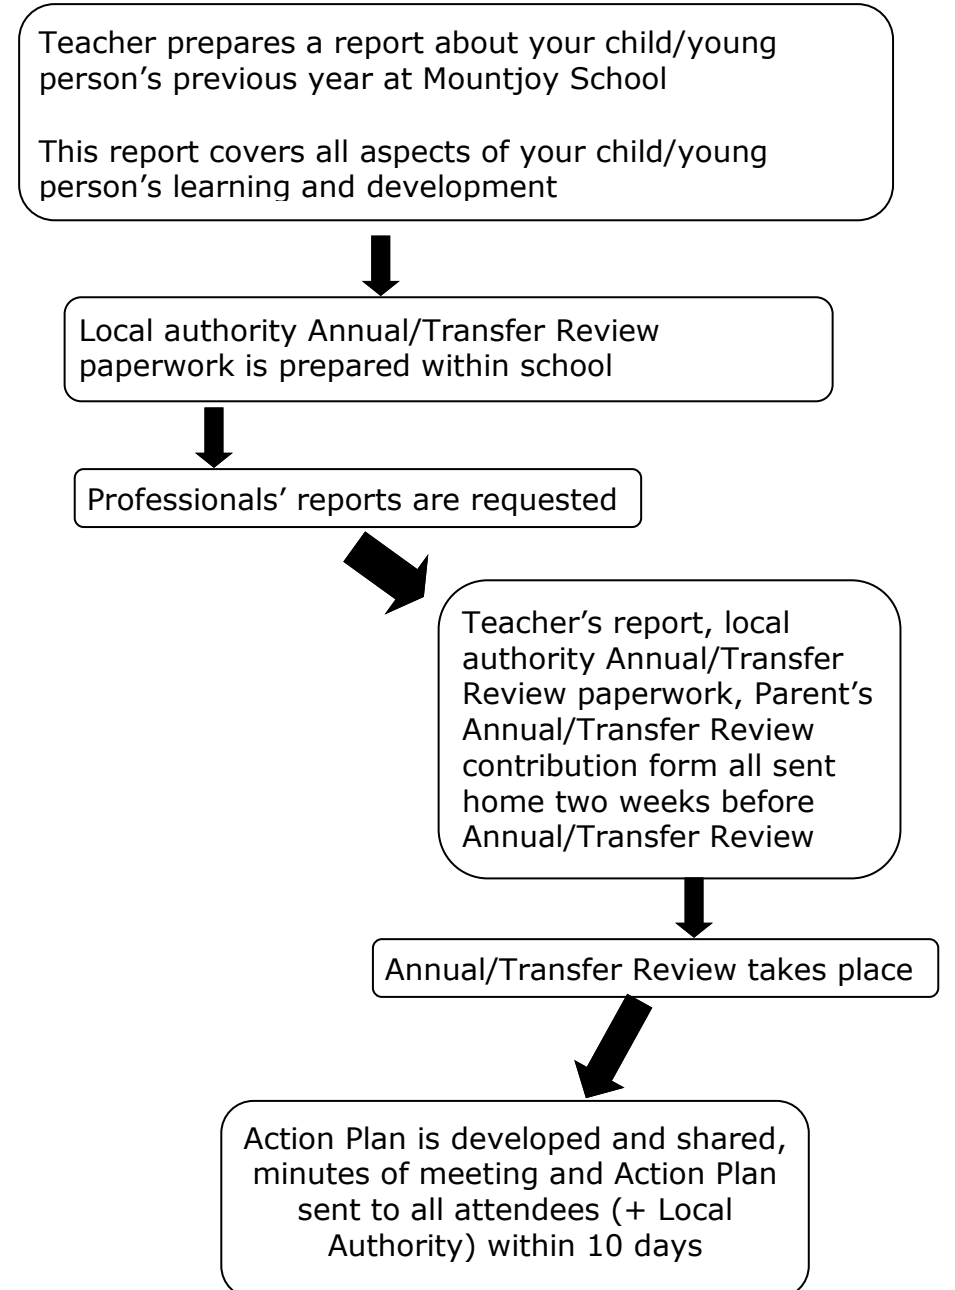 Teacher prepares a report about your child/young
person’s previous year at Mountjoy School
This report covers all aspects of your child/young
person’s learning and development
Local authority Annual/Transfer Review
paperwork is prepared within school
Professionals’ reports are requested
Teacher’s report, local
authority Annual/Transfer
Review paperwork, Parent’s
Annual/Transfer Review
contribution form all sent
home two weeks before
Annual/Transfer Review
Annual/Transfer Review takes place
Action Plan is developed and shared,
minutes of meeting and Action Plan
sent to all attendees (+ Local
Authority) within 10 days